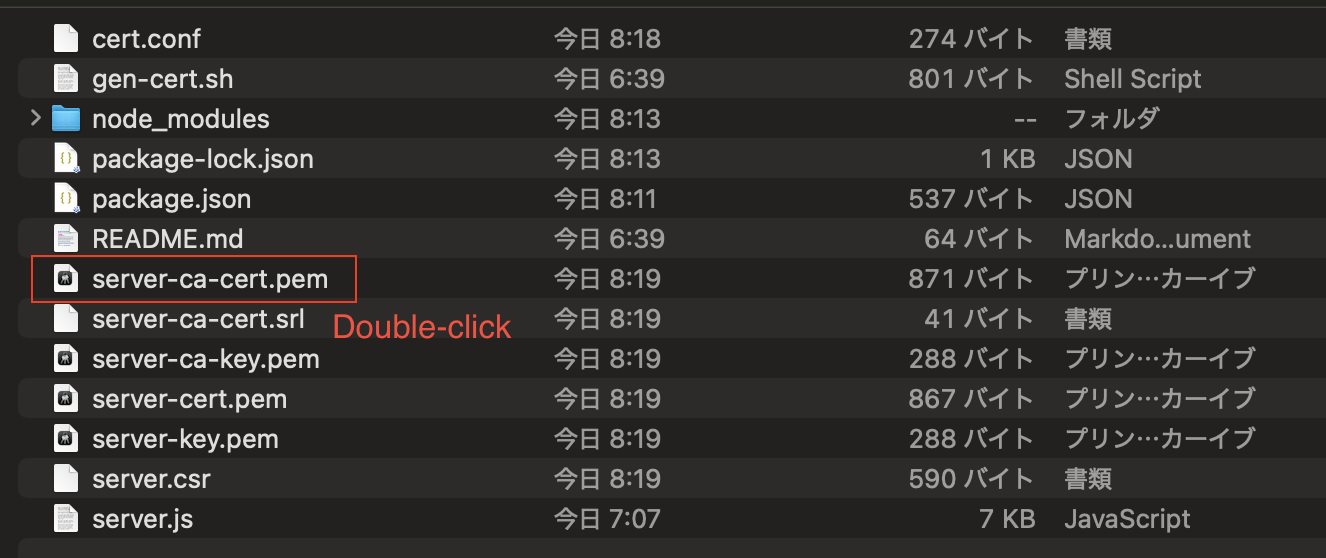 cert.conf 今日 8:18 274 バイト 書類
gen-cert.sh 今日 6:39 801 バイト Shell Script
node_modules 今日 8:13 -- フォルダ
package-lock.json 今日 8:13 1 KB JSON
package.json 今日 8:11 537 バイト JSON
README.md 今日 6:39 64 バイト Markdo...ument
server-ca-cert.pem 今日 8:19 871 バイト プリン…カーイブ
server-ca-cert.srl 今日 8:19 41 バイト 書類
Double-click
server-ca-key.pem 今日 8:19 288 バイト プリン…カーイブ
server-cert.pem 今日 8:19 867 バイト プリン…カーイブ
server-key.pem 今日 8:19 288 バイト プリン…カーイブ
server.csr 今日 8:19 590 バイト 書類
server.js 今日 7:07 7 KB JavaScript